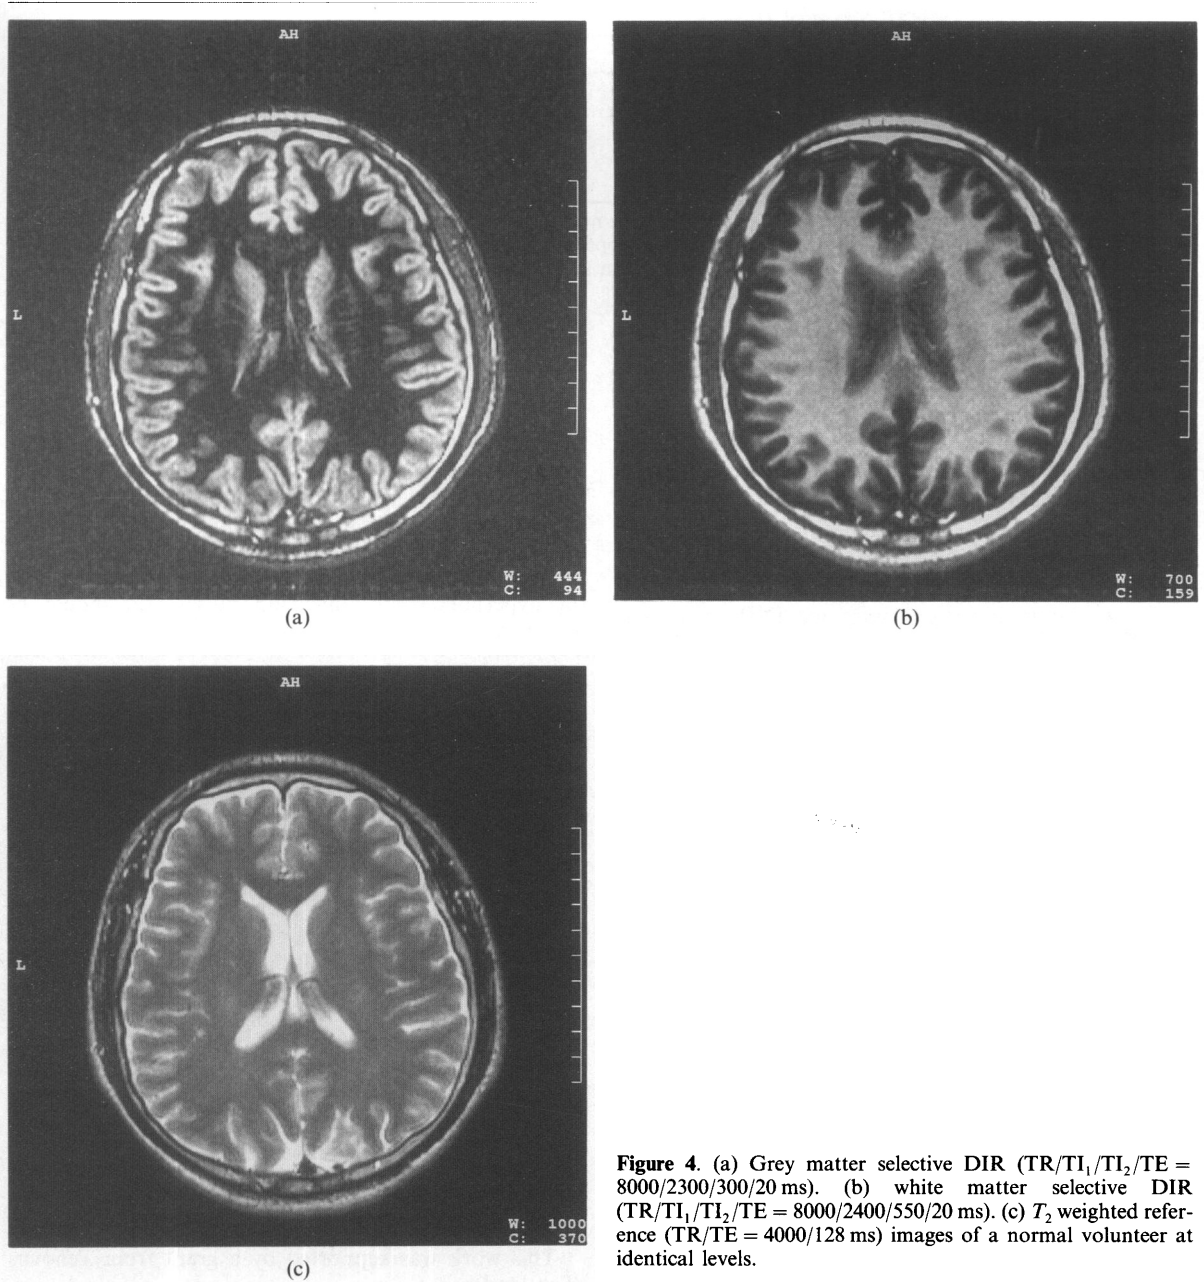 AH
L
W: 444
C: 94
(a)
AH
L
W: 700
C: 159
(b)
AH
L
W: 1000
C: 370
(c)
Figure 4. (a) Grey matter selective DIR (TR/TI₁/TI₂/TE =
8000/2300/300/20 ms). (b) white matter selective DIR
(TR/TI₁/TI₂/TE = 8000/2400/550/20 ms). (c) T₂ weighted refer-
ence (TR/TE = 4000/128 ms) images of a normal volunteer at
identical levels.